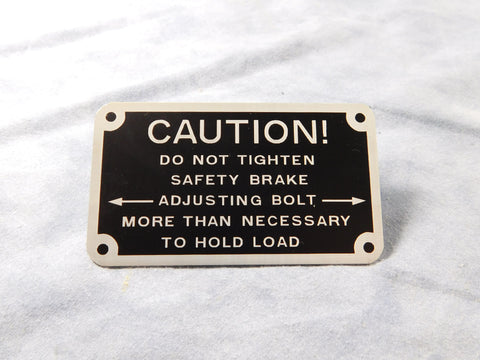 CAUTION!
DO NOT TIGHTEN
SAFETY BRAKE
ADJUSTING BOLT
MORE THAN NECESSARY
TO HOLD LOAD